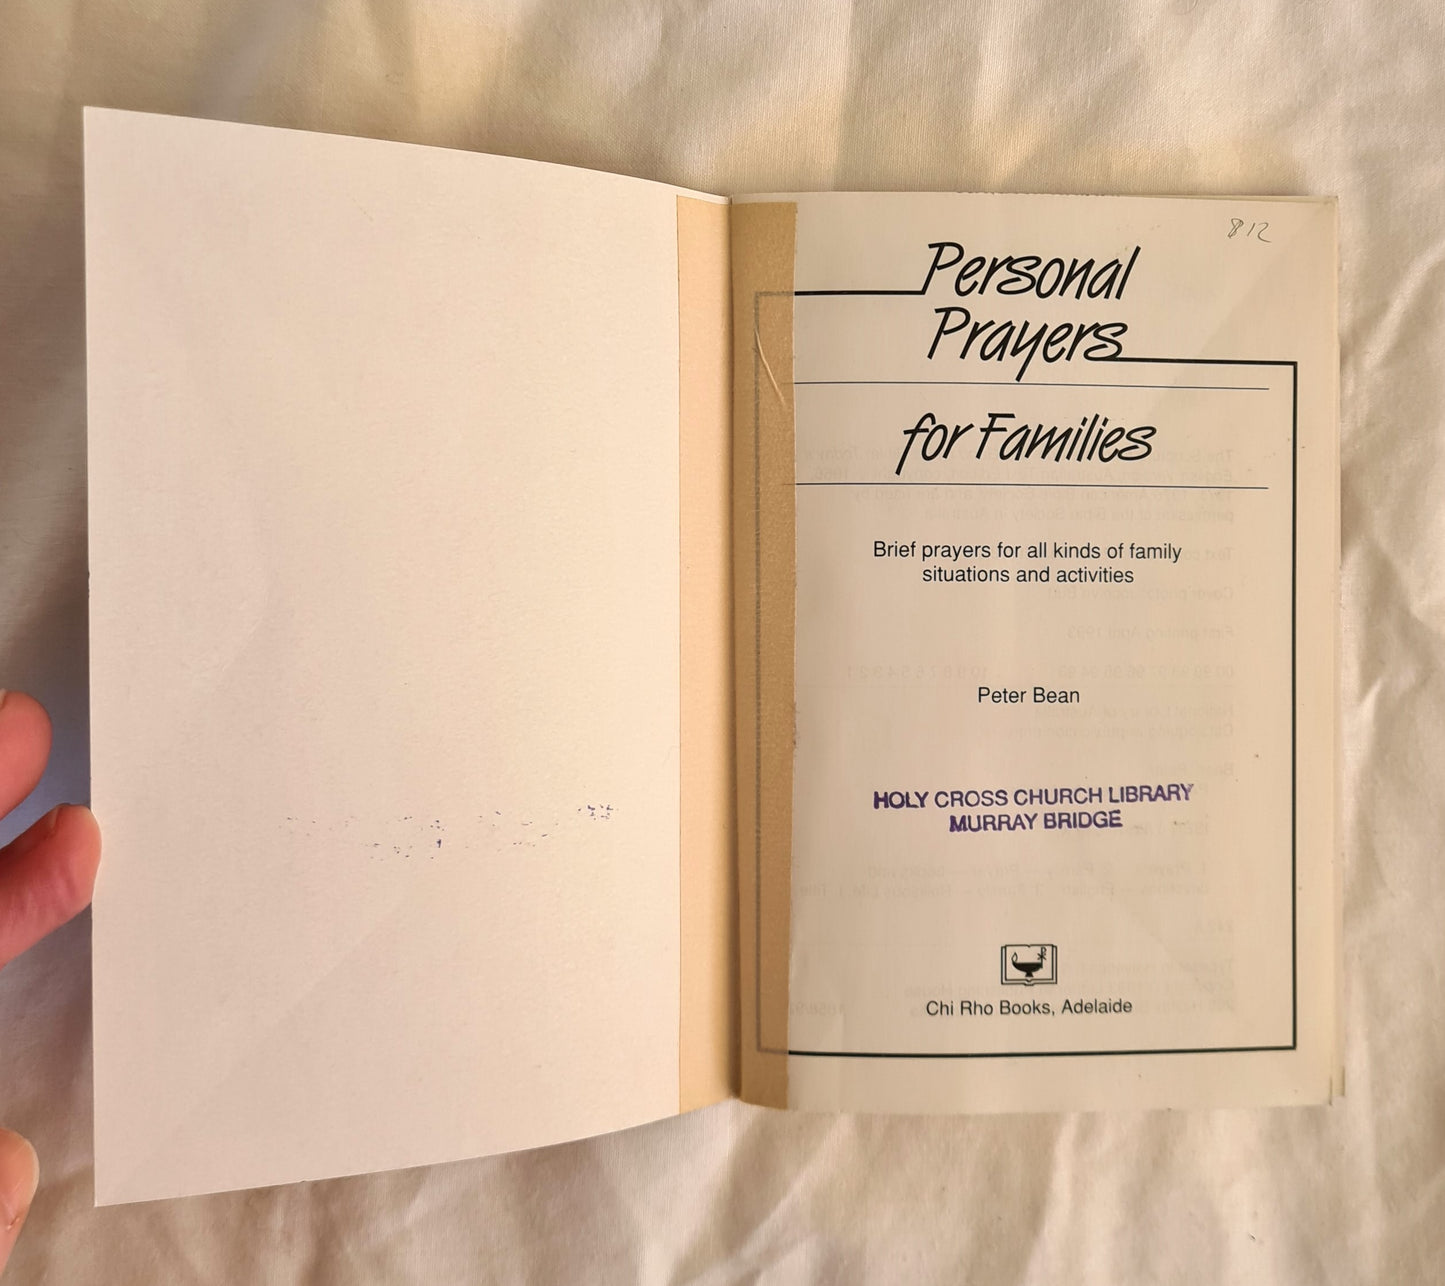 812
Personal
Prayers
for Families
Brief prayers for all kinds of family
situations and activities
Peter Bean
HOLY CROSS CHURCH LIBRARY
MURRAY BRIDGE
Chi Rho Books, Adelaide